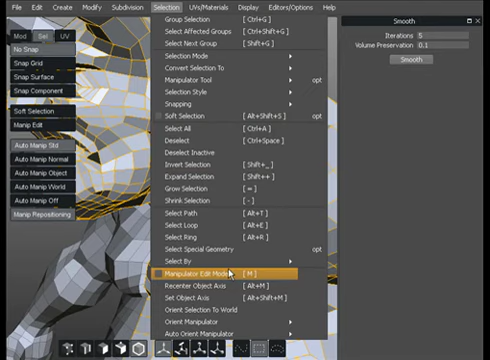 File
Edit
Create
Modify
Subdivision
Selection
UVs/Materials
Display
Editors/Options
Help
Mod
Sel
UV
No Snap
Snap Grid
Snap Surface
Snap Component
Soft Selection
Manip Edit
Auto Manip Std
Auto Manip Normal
Auto Manip Object
Auto Manip World
Auto Manip Off
Manip Repositioning
Group Selection [Ctrl+G]
Select Affected Groups [Ctrl+G]
Select Next Group [Shift+G]
Selection Mode
Convert Selection To
Manipulator Tool opt
Selection Style
Snapping
Soft Selection [Alt+Shift+S] opt
Select All [Ctrl+A]
Deselect [Ctrl+Space]
Deselect Inactive
Invert Selection [Shift+_]
Expand Selection [Shift++]
Grow Selection [=]
Shrink Selection [-]
Select Path [Alt+T]
Select Loop [Alt+E]
Select Ring [Alt+R]
Select Special Geometry opt
Select By
Manipulator Edit Mode [M]
Recenter Object Axis [Alt+M]
Set Object Axis [Alt+Shift+M]
Orient Selection To World
Orient Manipulator
Auto Orient Manipulator
Smooth
Iterations 5
Volume Preservation 0.1
Smooth